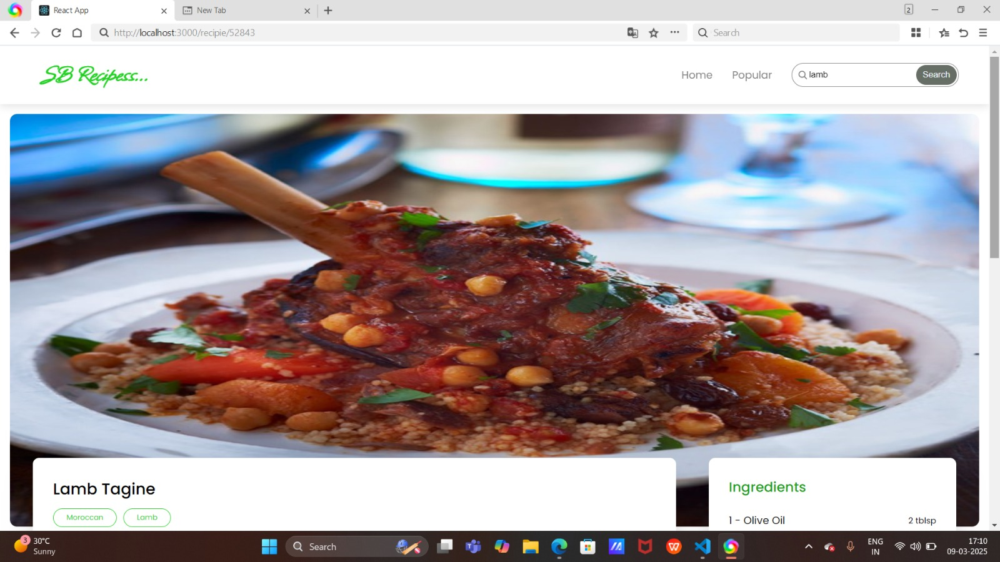 React App
New Tab
2
http://localhost:3000/recipie/52843
Search
SB Recipess...
Home
Popular
lamb
Search
Lamb Tagine
Moroccan
Lamb
Ingredients
1 - Olive Oil
2 tblsp
3
30°C
Sunny
Search
ENG
IN
17:10
09-03-2025